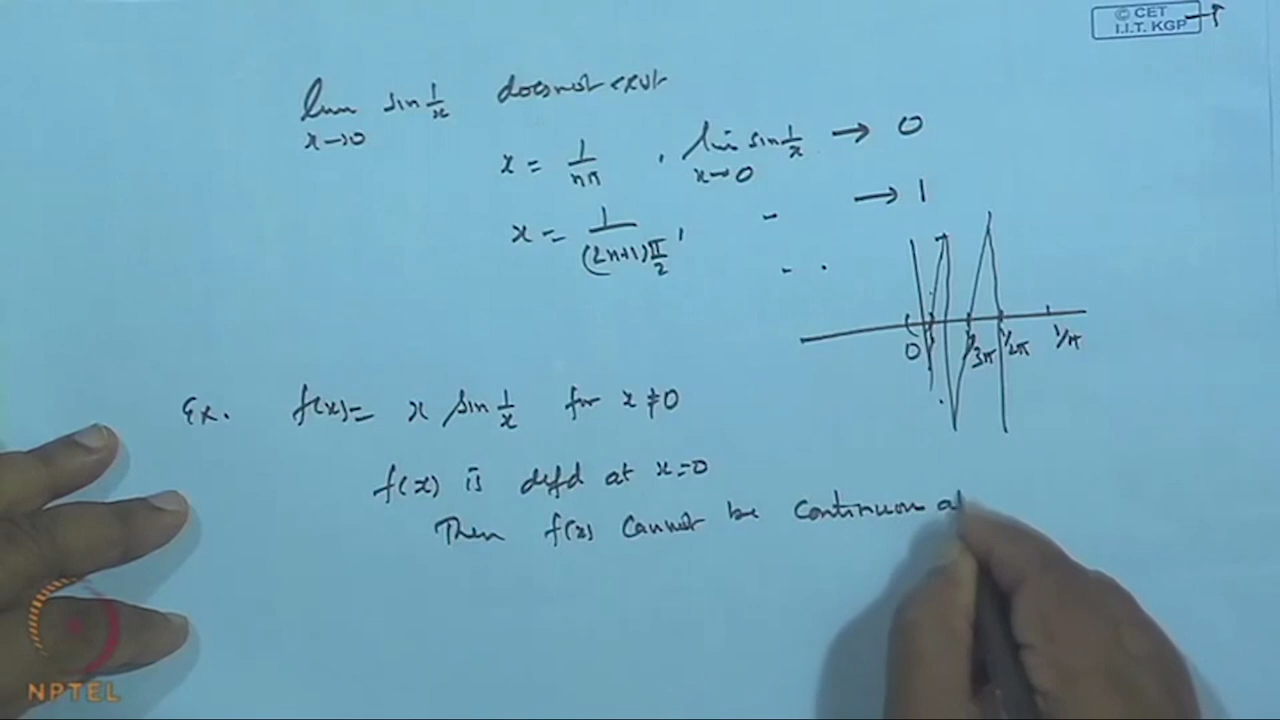 © CET
I.I.T. KGP
lim sin 1/x does not exist
x→0
x = 1/nπ , lim sin 1/x → 0
x→0
x = 1/(2n+1)π/2 , - → 1
- - .
0 1/3π 1/2π 1/π
Ex. f(x) = x sin 1/x for x ≠ 0
f(x) is defd at x=0
Then f(x) cannot be continuous at
NPTEL